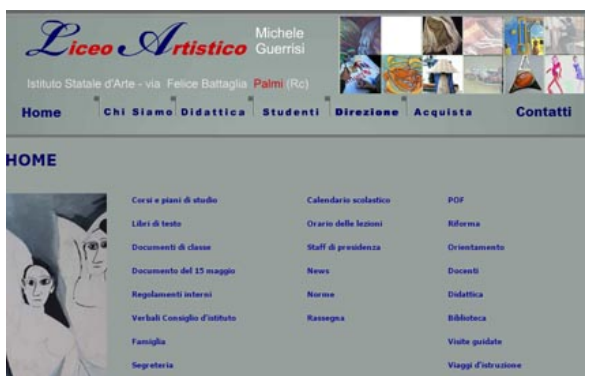 Liceo Artistico Michele Guerrisi
Istituto Statale d'Arte - via Felice Battaglia Palmi (Rc)
Home Chi Siamo Didattica Studenti Direzione Acquista Contatti
HOME
Corsi e piani di studio
Libri di testo
Documenti di classe
Documento del 15 maggio
Regolamenti interni
Verbali Consiglio d'istituto
Famiglia
Segreteria
Calendario scolastico
Orario delle lezioni
Staff di presidenza
News
Norme
Rassegna
POF
Riforma
Orientamento
Docenti
Didattica
Biblioteca
Visite guidate
Viaggi d'istruzione